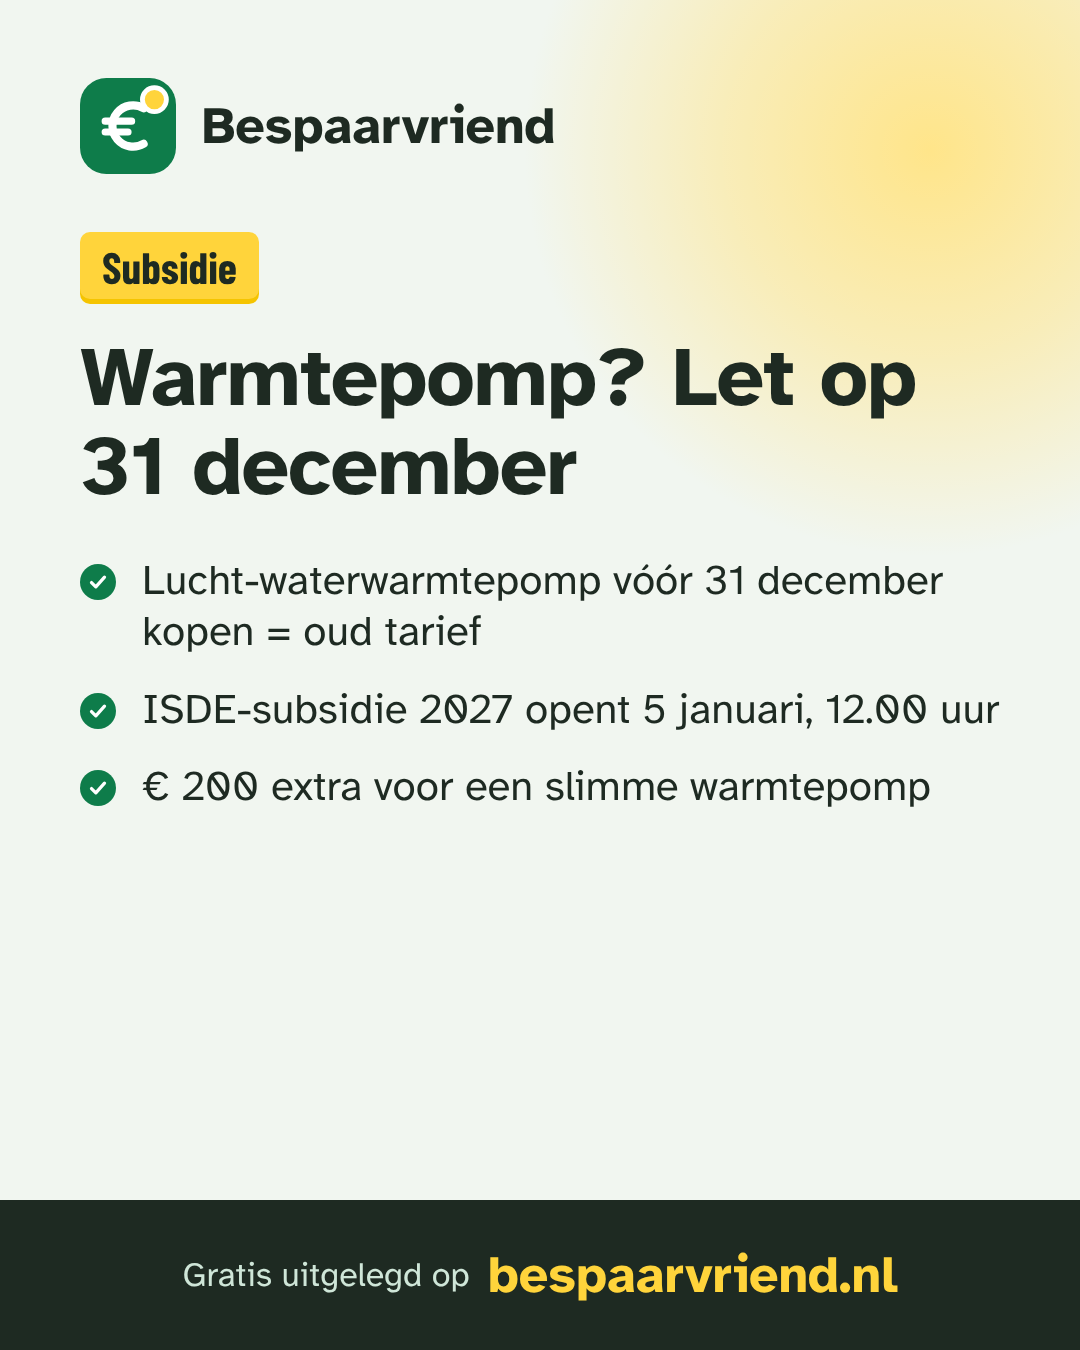 Bespaarvriend
Subsidie
Warmtepomp? Let op
31 december
Lucht-waterwarmtepomp vóór 31 december
kopen = oud tarief
ISDE-subsidie 2027 opent 5 januari, 12.00 uur
€ 200 extra voor een slimme warmtepomp
Gratis uitgelegd op bespaarvriend.nl